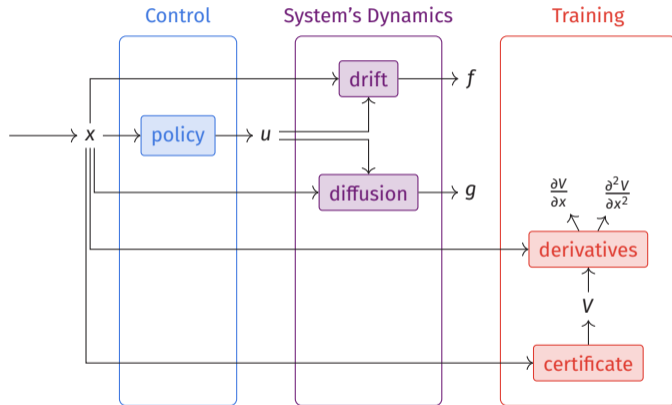 Control
System's Dynamics
Training
drift
f
x
policy
u
diffusion
g
∂V/∂x
∂²V/∂x²
derivatives
V
certificate